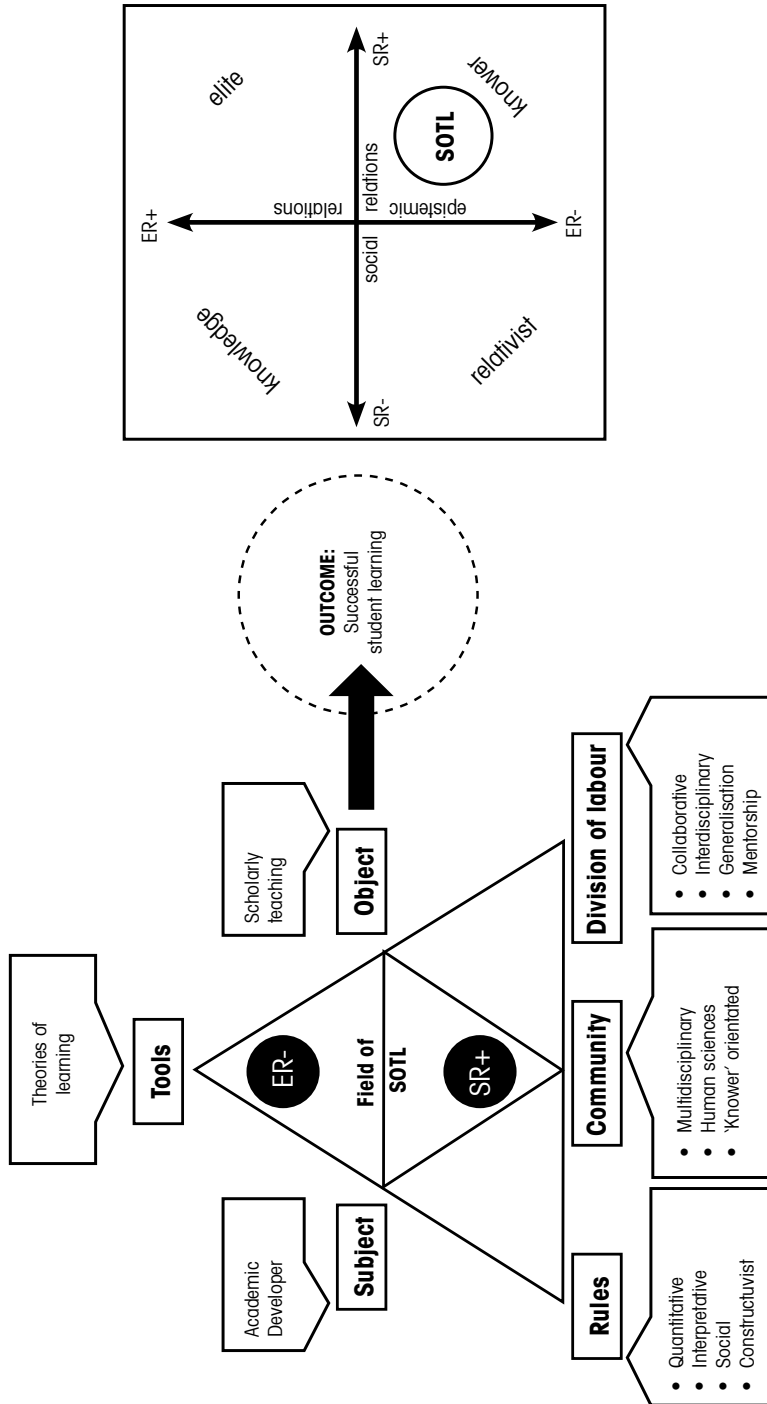 Theories of
learning
Tools
Academic
Developer
Subject
Scholarly
teaching
Object
ER-
Field of
SOTL
SR+
OUTCOME:
Successful
student learning
Rules
• Quantitative
• Interpretative
• Social
• Constructuvist
Community
• Multidisciplinary
• Human sciences
• ‘Knower’ orientated
Division of labour
• Collaborative
• Interdisciplinary
• Generalisation
• Mentorship
ER+
knowledge
elite
relations
SR-
social
relations
SR+
epistemic
relativist
SOTL
knower
ER-